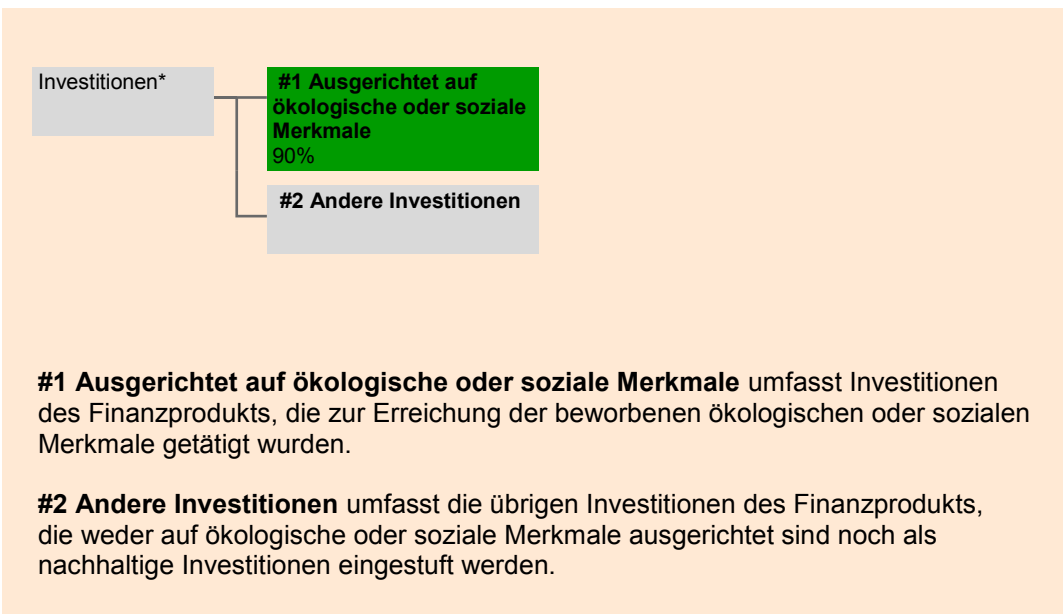 Investitionen*
#1 Ausgerichtet auf
ökologische oder soziale
Merkmale
90%
#2 Andere Investitionen
#1 Ausgerichtet auf ökologische oder soziale Merkmale umfasst Investitionen
des Finanzprodukts, die zur Erreichung der beworbenen ökologischen oder sozialen
Merkmale getätigt wurden.
#2 Andere Investitionen umfasst die übrigen Investitionen des Finanzprodukts,
die weder auf ökologische oder soziale Merkmale ausgerichtet sind noch als
nachhaltige Investitionen eingestuft werden.